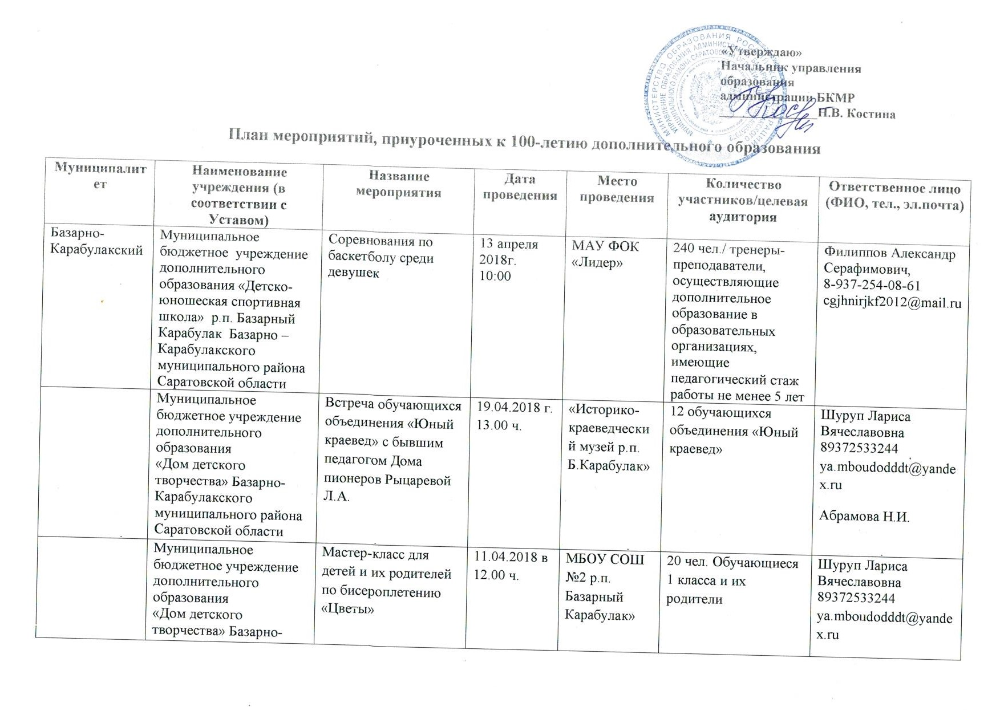 «Утверждаю»
Начальник управления
образования
администрации БКМР
Н.В. Костина
План мероприятий, приуроченных к 100-летию дополнительного образования
Муниципалит
ет
Наименование
учреждения (в
соответствии с
Уставом)
Название
мероприятия
Дата
проведения
Место
проведения
Количество
участников/целевая
аудитория
Ответственное лицо
(ФИО, тел., эл.почта)
Базарно-
Карабулакский
Муниципальное
бюджетное учреждение
дополнительного
образования «Детско-
юношеская спортивная
школа» р.п. Базарный
Карабулак Базарно –
Карабулакского
муниципального района
Саратовской области
Соревнования по
баскетболу среди
девушек
13 апреля
2018г.
10:00
МАУ ФОК
«Лидер»
240 чел./ тренеры-
преподаватели,
осуществляющие
дополнительное
образование в
образовательных
организациях,
имеющие
педагогический стаж
работы не менее 5 лет
Филиппов Александр
Серафимович,
8-937-254-08-61
cgjhnirjkf2012@mail.ru
Муниципальное
бюджетное учреждение
дополнительного
образования
«Дом детского
творчества» Базарно-
Карабулакского
муниципального района
Саратовской области
Встреча обучающихся
объединения «Юный
краевед» с бывшим
педагогом Дома
пионеров Рыцаревой
Л.А.
19.04.2018 г.
13.00 ч.
«Историко-
краеведчески
й музей р.п.
Б.Карабулак»
12 обучающихся
объединения «Юный
краевед»
Шуруп Лариса
Вячеславовна
89372533244
ya.mboudodddt@yande
x.ru
Абрамова Н.И.
Муниципальное
бюджетное учреждение
дополнительного
образования
«Дом детского
творчества» Базарно-
Мастер-класс для
детей и их родителей
по бисероплетению
«Цветы»
11.04.2018 в
12.00 ч.
МБОУ СОШ
№2 р.п.
Базарный
Карабулак»
20 чел. Обучающиеся
1 класса и их
родители
Шуруп Лариса
Вячеславовна
89372533244
ya.mboudodddt@yande
x.ru